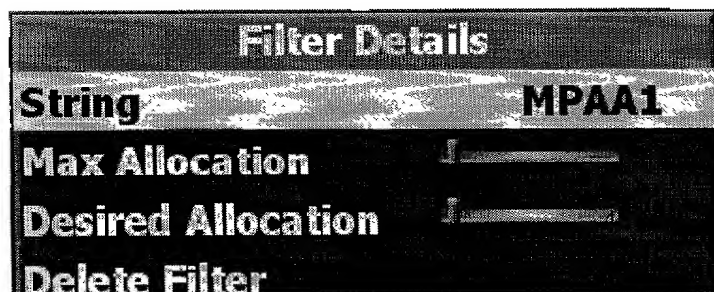 Filter Details
String MPAA1
Max Allocation
Desired Allocation
Delete Filter